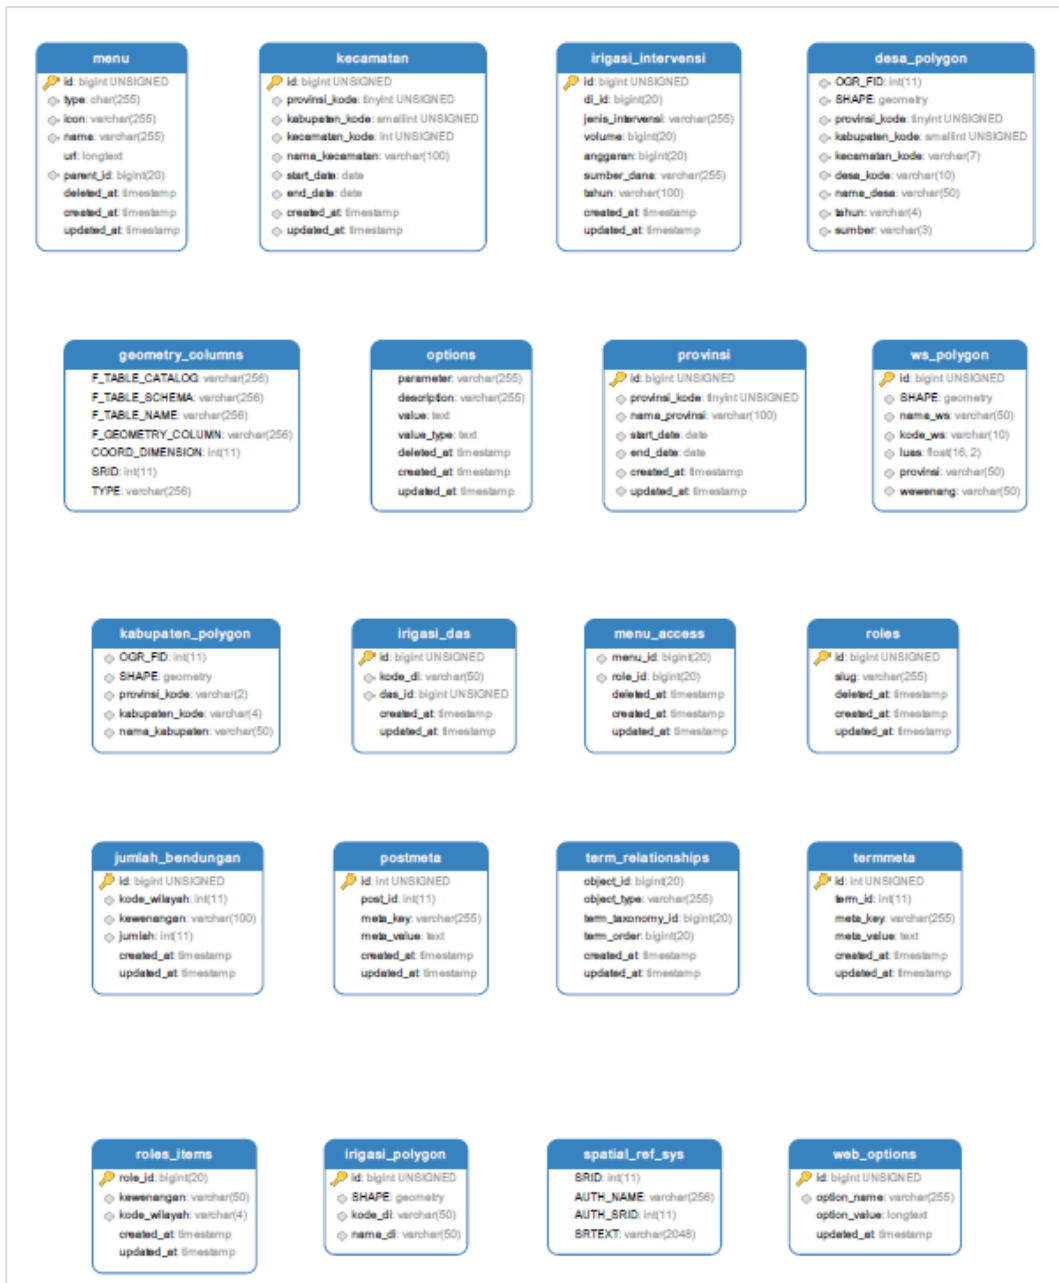 menu
id: bigint UNSIGNED
type: char(255)
icon: varchar(255)
nama: varchar(255)
url: longtext
parent_id: bigint(20)
deleted_at: timestamp
created_at: timestamp
updated_at: timestamp
kecamatan
id: bigint UNSIGNED
provinsi_kode: tinyint UNSIGNED
kabupaten_kode: smallint UNSIGNED
kecamatan_kode: int UNSIGNED
nama_kecamatan: varchar(100)
start_date: date
end_date: date
created_at: timestamp
updated_at: timestamp
irigasi_intervensi
id: bigint UNSIGNED
di_id: bigint(20)
jenis_intervensi: varchar(255)
volume: bigint(20)
anggaran: bigint(20)
sumber_dana: varchar(255)
tahun: varchar(100)
created_at: timestamp
updated_at: timestamp
desa_polygon
OGR_FID: int(11)
SHAPE: geometry
provinsi_kode: tinyint UNSIGNED
kabupaten_kode: smallint UNSIGNED
kecamatan_kode: varchar(7)
desa_kode: varchar(10)
nama_desa: varchar(50)
tahun: varchar(4)
sumber: varchar(3)
geometry_columns
F_TABLE_CATALOG: varchar(256)
F_TABLE_SCHEMA: varchar(256)
F_TABLE_NAME: varchar(256)
F_GEOMETRY_COLUMN: varchar(256)
COORD_DIMENSION: int(11)
SRID: int(11)
TYPE: varchar(256)
options
parameter: varchar(255)
description: varchar(255)
value: text
value_type: text
deleted_at: timestamp
created_at: timestamp
updated_at: timestamp
provinsi
id: bigint UNSIGNED
provinsi_kode: tinyint UNSIGNED
nama_provinsi: varchar(100)
start_date: date
end_date: date
created_at: timestamp
updated_at: timestamp
ws_polygon
id: bigint UNSIGNED
SHAPE: geometry
nama_ws: varchar(50)
kode_ws: varchar(10)
luas: float(16, 2)
provinsi: varchar(50)
wewenang: varchar(50)
kabupaten_polygon
OGR_FID: int(11)
SHAPE: geometry
provinsi_kode: varchar(2)
kabupaten_kode: varchar(4)
nama_kabupaten: varchar(50)
irigasi_das
id: bigint UNSIGNED
kode_di: varchar(50)
das_id: bigint UNSIGNED
created_at: timestamp
updated_at: timestamp
menu_access
menu_id: bigint(20)
role_id: bigint(20)
deleted_at: timestamp
created_at: timestamp
updated_at: timestamp
roles
id: bigint UNSIGNED
slug: varchar(255)
deleted_at: timestamp
created_at: timestamp
updated_at: timestamp
jumlah_bendungan
id: bigint UNSIGNED
kode_wilayah: int(11)
kewenangan: varchar(100)
jumlah: int(11)
created_at: timestamp
updated_at: timestamp
postmeta
id: int UNSIGNED
post_id: int(11)
meta_key: varchar(255)
meta_value: text
created_at: timestamp
updated_at: timestamp
term_relationships
object_id: bigint(20)
object_type: varchar(255)
term_taxonomy_id: bigint(20)
term_order: bigint(20)
created_at: timestamp
updated_at: timestamp
termmeta
id: int UNSIGNED
term_id: int(11)
meta_key: varchar(255)
meta_value: text
created_at: timestamp
updated_at: timestamp
roles_items
role_id: bigint(20)
kewenangan: varchar(50)
kode_wilayah: varchar(4)
created_at: timestamp
updated_at: timestamp
irigasi_polygon
id: bigint UNSIGNED
SHAPE: geometry
kode_di: varchar(50)
nama_di: varchar(50)
spatial_ref_sys
SRID: int(11)
AUTH_NAME: varchar(256)
AUTH_SRID: int(11)
SRTEXT: varchar(2048)
web_options
id: bigint UNSIGNED
option_name: varchar(255)
option_value: longtext
updated_at: timestamp